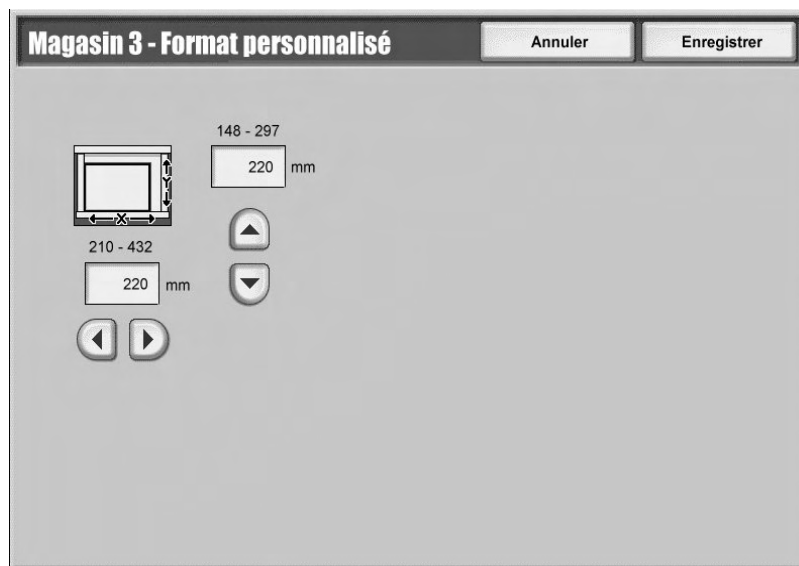 Magasin 3 - Format personnalisé
Annuler
Enregistrer
148 - 297
220 mm
Y
X
210 - 432
220 mm